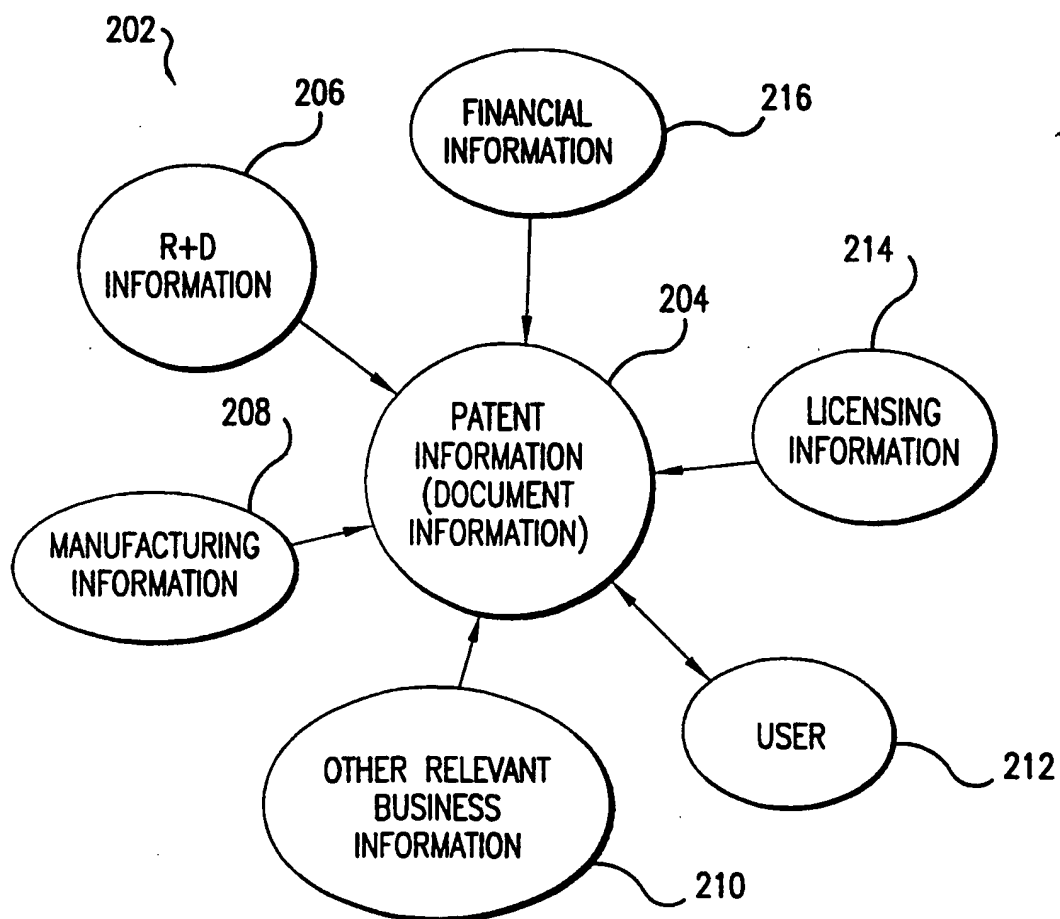 202
206
216
FINANCIAL
INFORMATION
R+D
INFORMATION
214
204
208
PATENT
INFORMATION
(DOCUMENT
INFORMATION)
LICENSING
INFORMATION
MANUFACTURING
INFORMATION
USER
212
OTHER RELEVANT
BUSINESS
INFORMATION
210